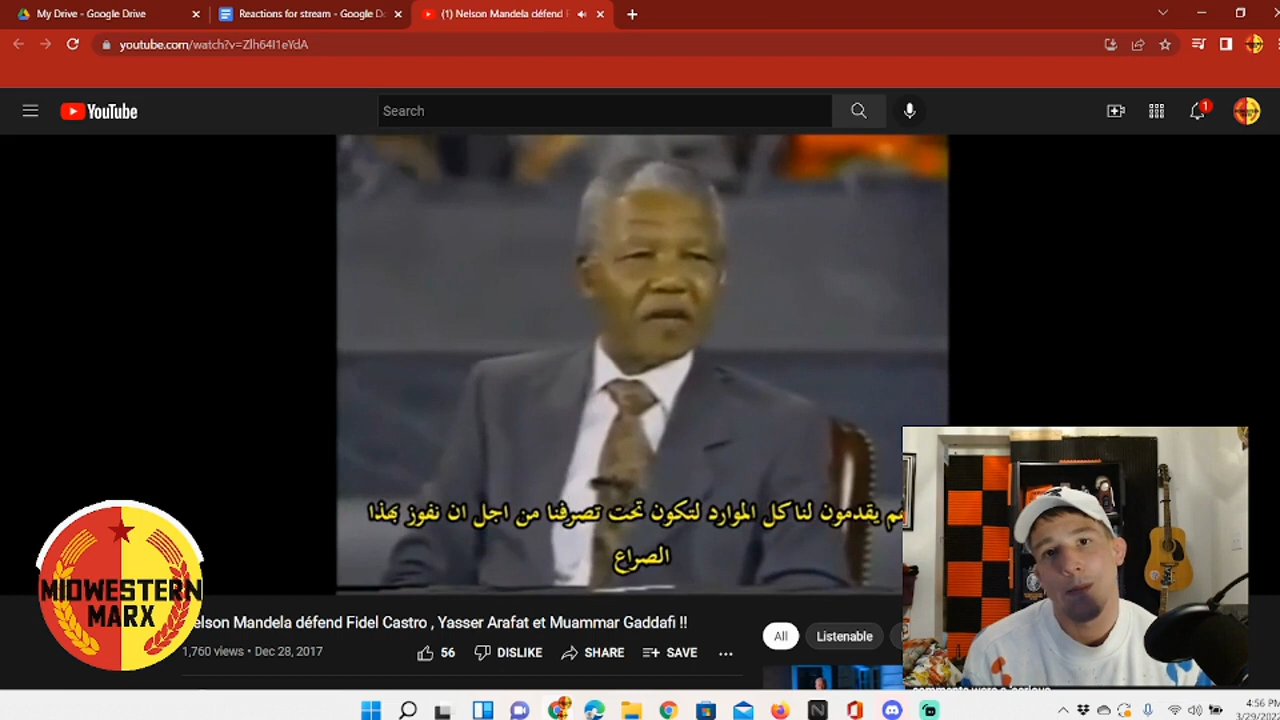 My Drive - Google Drive
Reactions for stream - Google D
(1) Nelson Mandela défend F
youtube.com/watch?v=Zlh64I1eYdA
YouTube
Search
1
هم يقدمون لنا كل الموارد لتكون تحت تصرفنا من اجل ان نفوز بهذا
الصراع
MIDWESTERN
MARX
elson Mandela défend Fidel Castro , Yasser Arafat et Muammar Gaddafi !!
1,760 views • Dec 28, 2017
56
DISLIKE
SHARE
SAVE
All
Listenable
4:56 PM